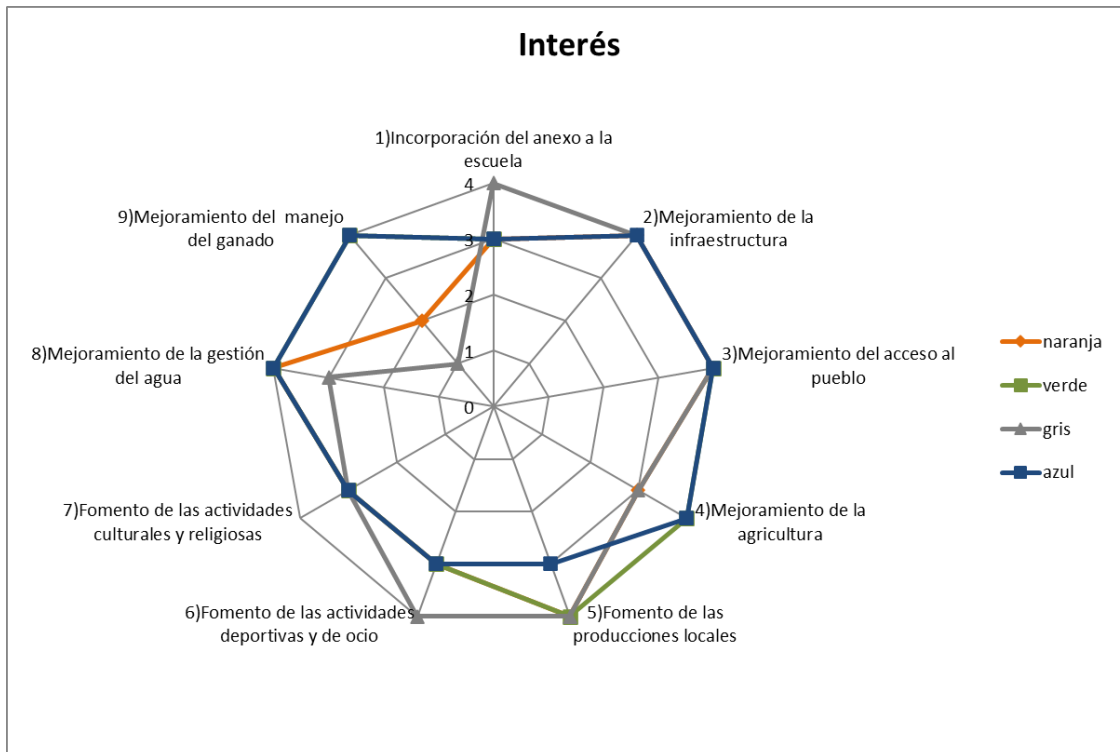 Interés
1)Incorporación del anexo a la
escuela
2)Mejoramiento de la
infraestructura
3)Mejoramiento del acceso al
pueblo
4)Mejoramiento de la
agricultura
5)Fomento de las
producciones locales
6)Fomento de las actividades
deportivas y de ocio
7)Fomento de las actividades
culturales y religiosas
8)Mejoramiento de la gestión
del agua
9)Mejoramiento del  manejo
del ganado
4
3
2
1
0
naranja
verde
gris
azul